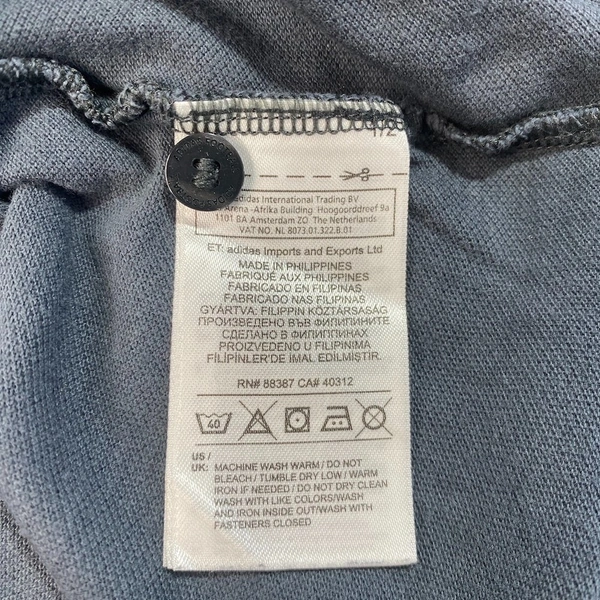 1/2
adidas International Trading BV
Arena -Afrika Building Hoogoorddreef 9a
1101 BA Amsterdam ZO The Netherlands
VAT NO. NL 8073.01.322.B.01
ET: adidas Imports and Exports Ltd
MADE IN PHILIPPINES
FABRIQUÉ AUX PHILIPPINES
FABRICADO EN FILIPINAS
FABRICADO NAS FILIPINAS
GYÁRTVA: FILIPPIN KÖZTÁRSASÁG
ПРОИЗВЕДЕНО ВЪВ ФИЛИПИНИТЕ
СДЕЛАНО В ФИЛИППИНАХ
PROIZVEDENO U FILIPINIMA
FİLİPİNLER'DE IMAL EDILMIŞTIR.
RN# 88387 CA# 40312
40
US /
UK: MACHINE WASH WARM / DO NOT
BLEACH / TUMBLE DRY LOW / WARM
IRON IF NEEDED / DO NOT DRY CLEAN
WASH WITH LIKE COLORS/WASH
AND IRON INSIDE OUT/WASH WITH
FASTENERS CLOSED